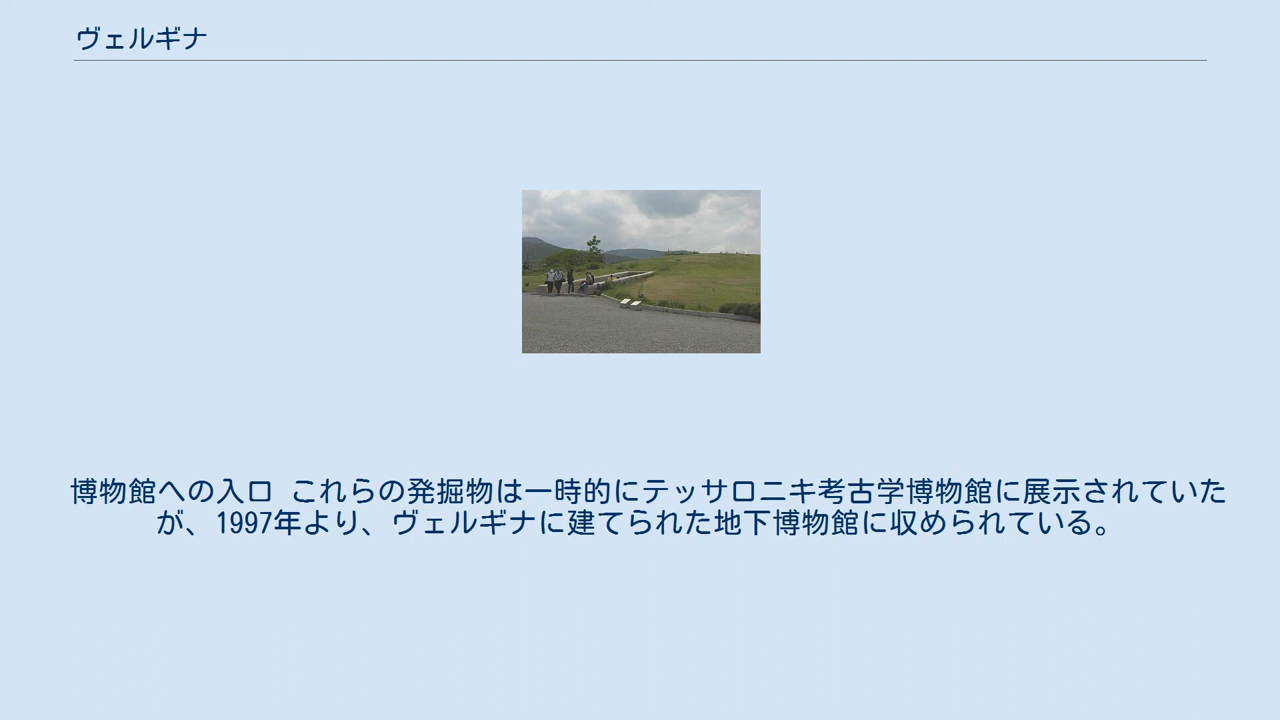 ヴェルギナ
博物館への入口 これらの発掘物は一時的にテッサロニキ考古学博物館に展示されていた
が、1997年より、ヴェルギナに建てられた地下博物館に収められている。